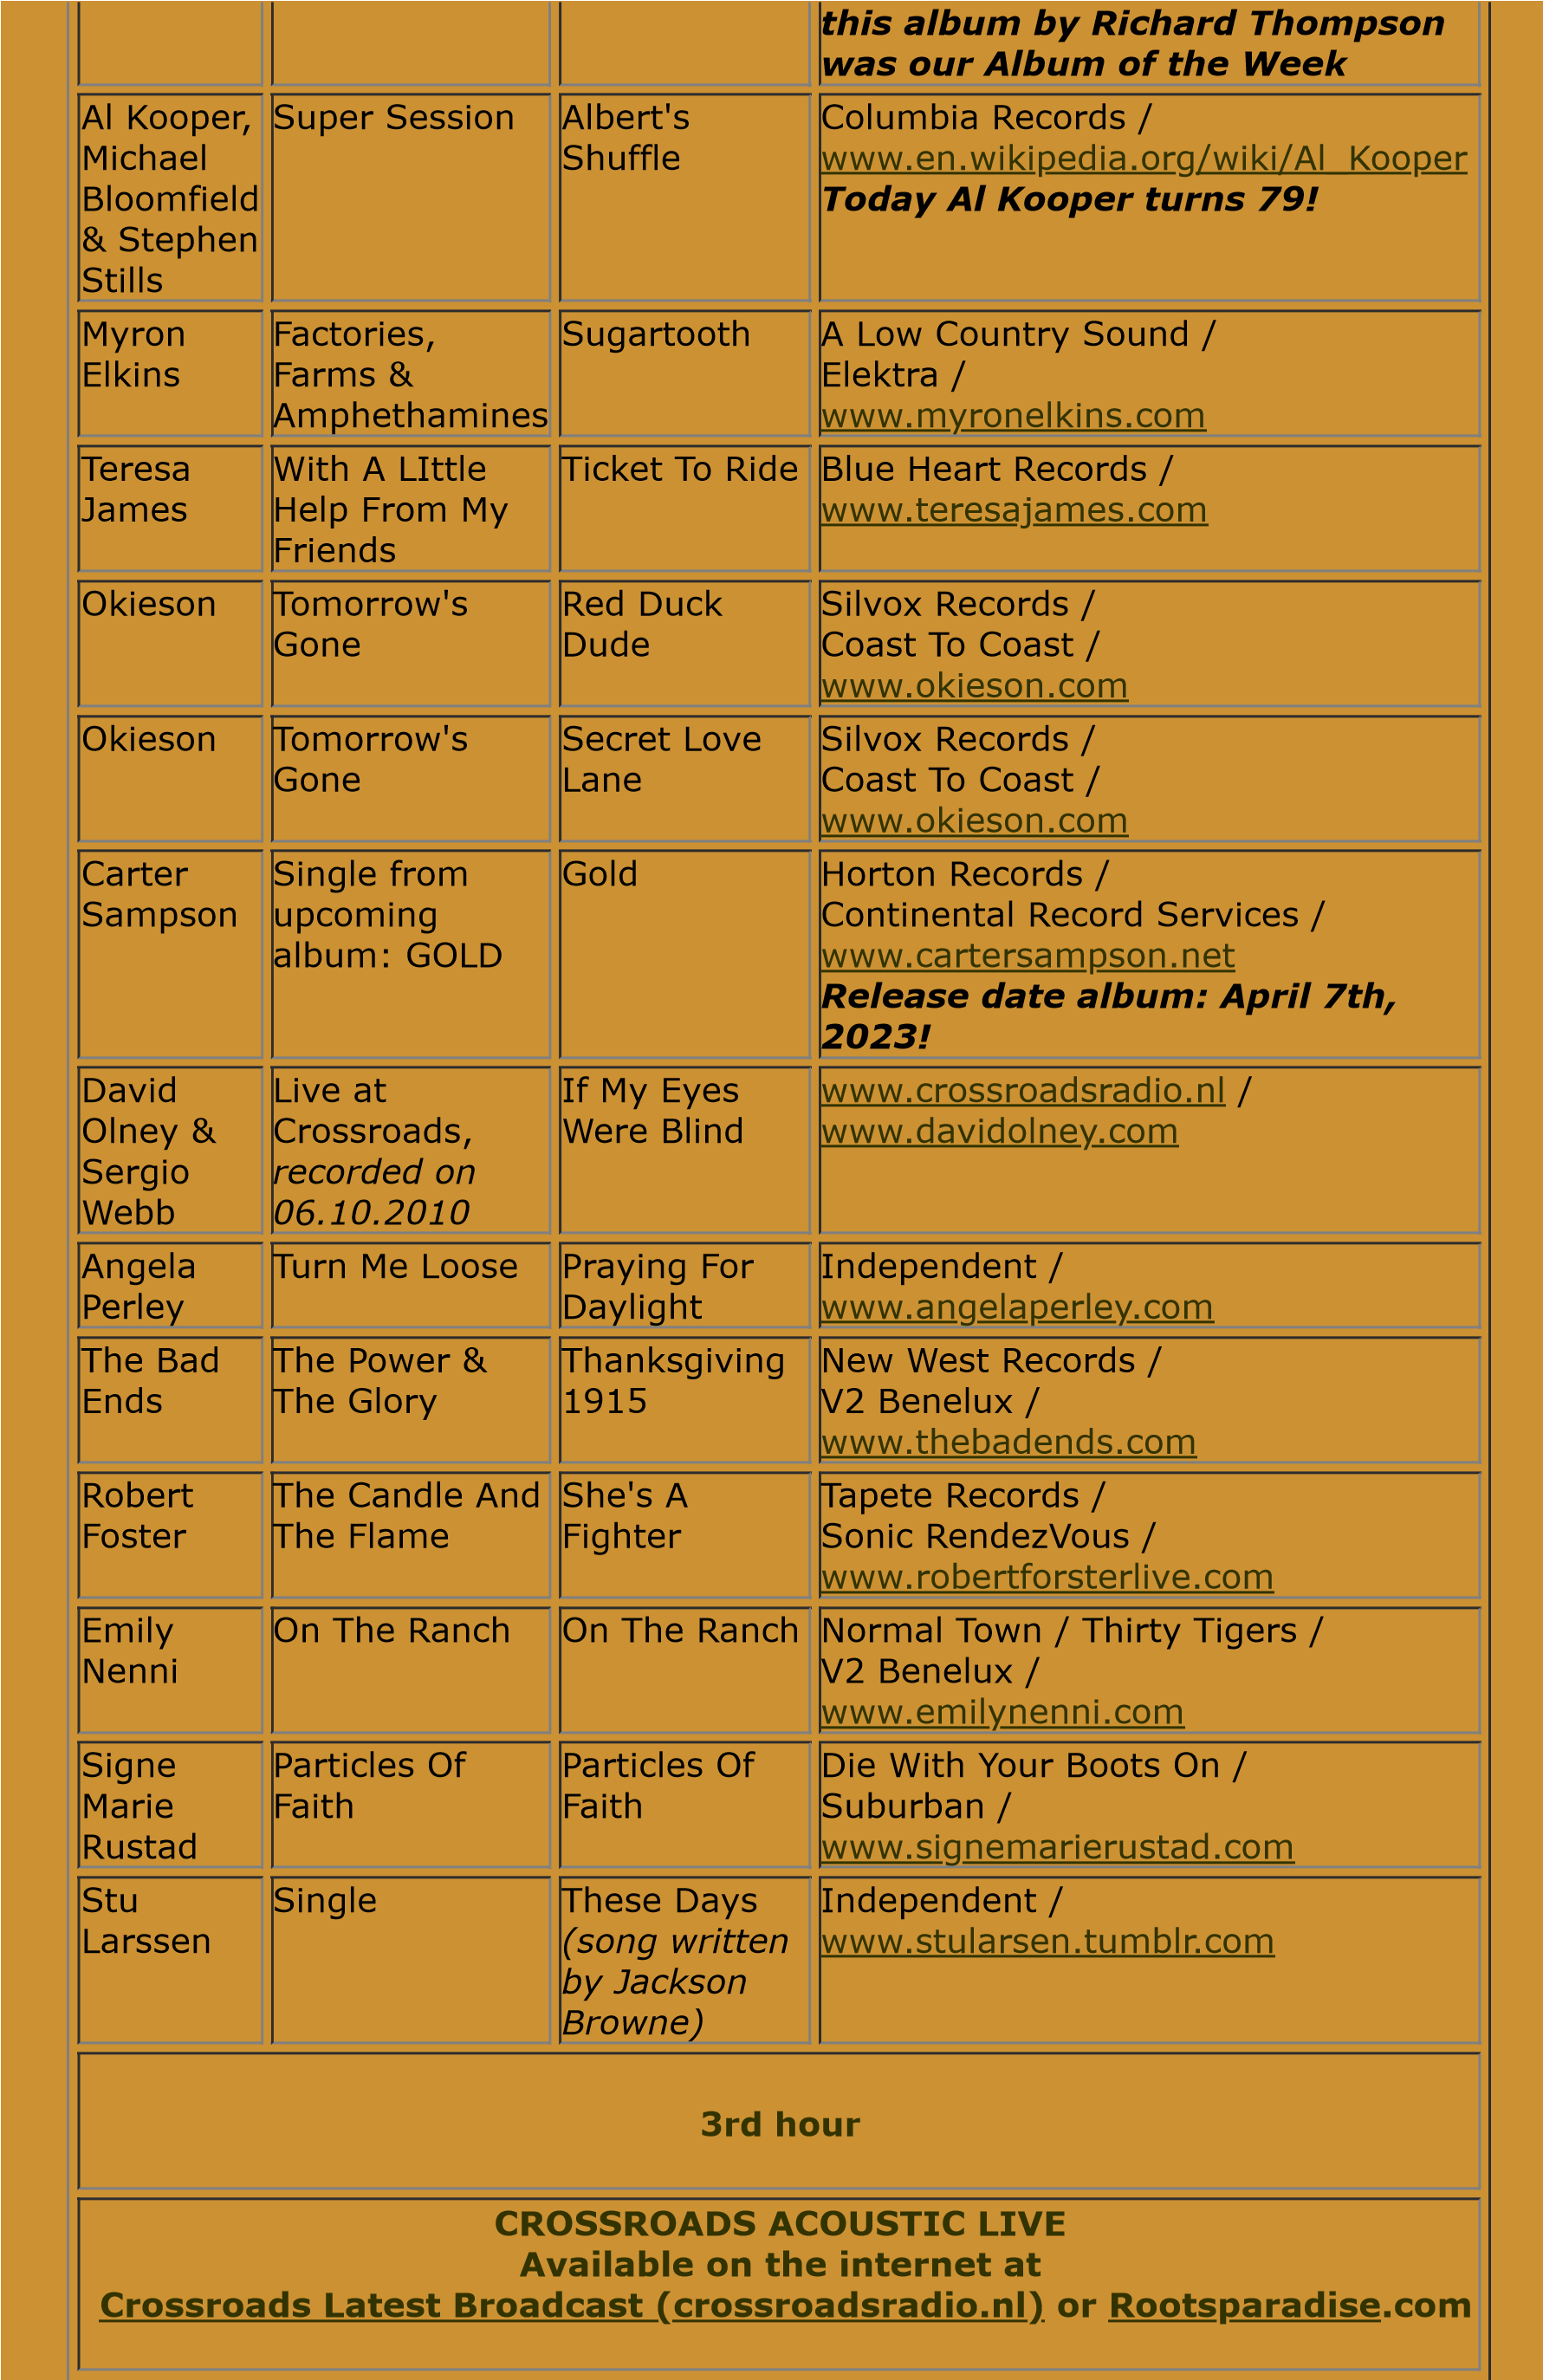 this album by Richard Thompson
was our Album of the Week
Al Kooper,
Michael
Bloomfield
& Stephen
Stills
Super Session
Albert's
Shuffle
Columbia Records /
www.en.wikipedia.org/wiki/Al_Kooper
Today Al Kooper turns 79!
Myron
Elkins
Factories,
Farms &
Amphethamines
Sugartooth
A Low Country Sound /
Elektra /
www.myronelkins.com
Teresa
James
With A LIttle
Help From My
Friends
Ticket To Ride
Blue Heart Records /
www.teresajames.com
Okieson
Tomorrow's
Gone
Red Duck
Dude
Silvox Records /
Coast To Coast /
www.okieson.com
Okieson
Tomorrow's
Gone
Secret Love
Lane
Silvox Records /
Coast To Coast /
www.okieson.com
Carter
Sampson
Single from
upcoming
album: GOLD
Gold
Horton Records /
Continental Record Services /
www.cartersampson.net
Release date album: April 7th,
2023!
David
Olney &
Sergio
Webb
Live at
Crossroads,
recorded on
06.10.2010
If My Eyes
Were Blind
www.crossroadsradio.nl /
www.davidolney.com
Angela
Perley
Turn Me Loose
Praying For
Daylight
Independent /
www.angelaperley.com
The Bad
Ends
The Power &
The Glory
Thanksgiving
1915
New West Records /
V2 Benelux /
www.thebadends.com
Robert
Foster
The Candle And
The Flame
She's A
Fighter
Tapete Records /
Sonic RendezVous /
www.robertforsterlive.com
Emily
Nenni
On The Ranch
On The Ranch
Normal Town / Thirty Tigers /
V2 Benelux /
www.emilynenni.com
Signe
Marie
Rustad
Particles Of
Faith
Particles Of
Faith
Die With Your Boots On /
Suburban /
www.signemarierustad.com
Stu
Larssen
Single
These Days
(song written
by Jackson
Browne)
Independent /
www.stularsen.tumblr.com
3rd hour
CROSSROADS ACOUSTIC LIVE
Available on the internet at
Crossroads Latest Broadcast (crossroadsradio.nl) or Rootsparadise.com